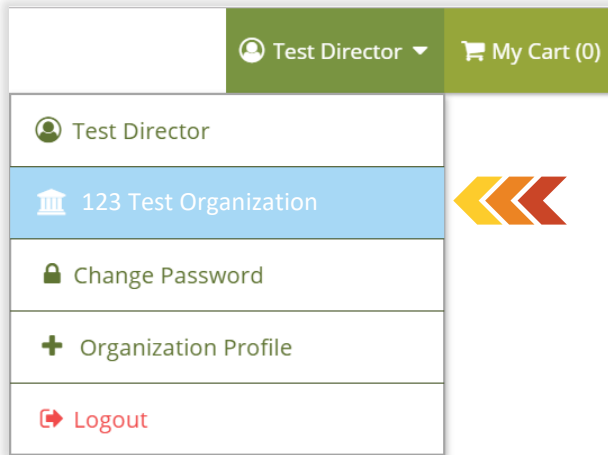 Test Director
My Cart (0)
Test Director
123 Test Organization
Change Password
Organization Profile
Logout